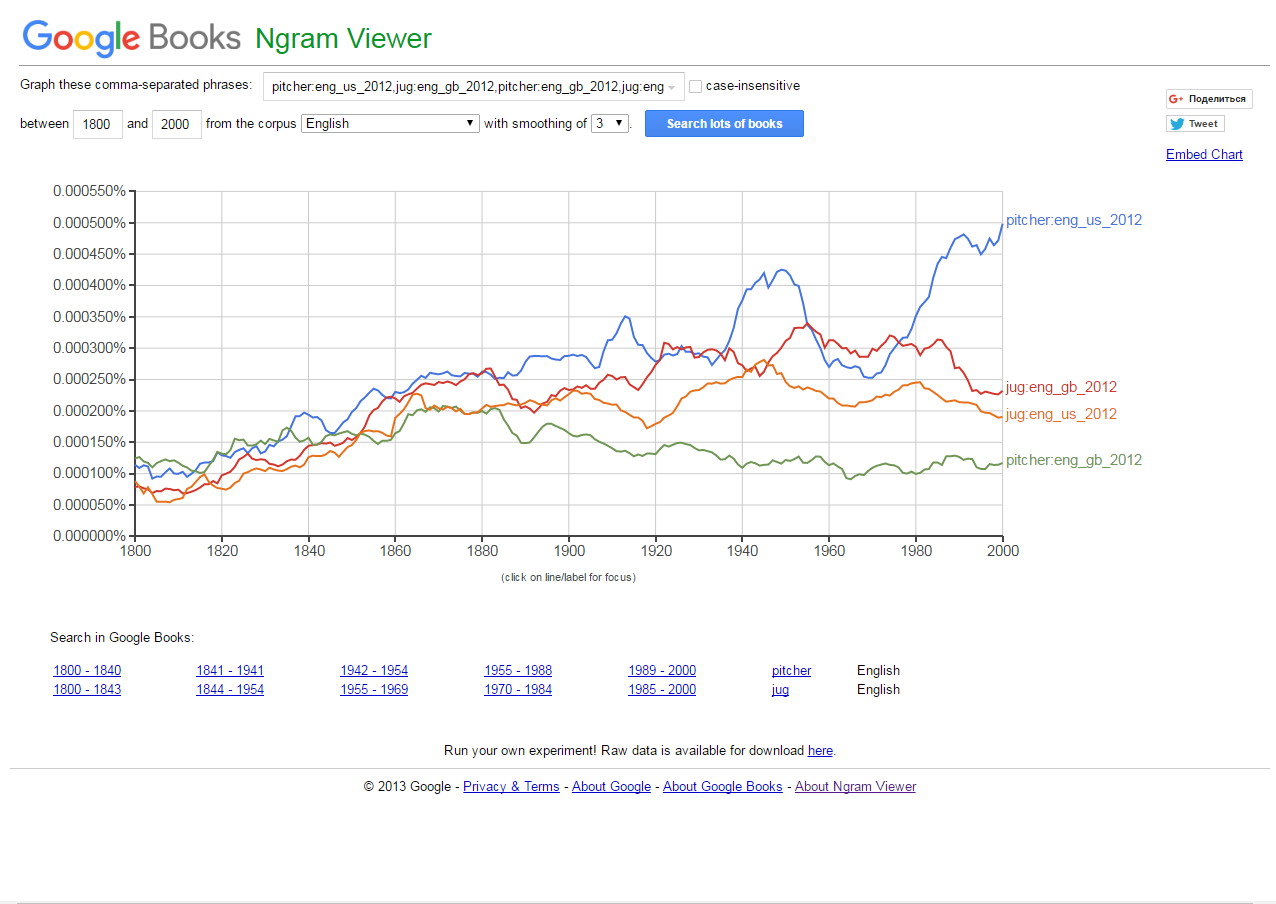 Google Books Ngram Viewer
Graph these comma-separated phrases: pitcher:eng_us_2012,jug:eng_gb_2012,pitcher:eng_gb_2012,jug:eng case-insensitive
between 1800 and 2000 from the corpus English with smoothing of 3 . Search lots of books
Поделиться
Tweet
Embed Chart
0.000550%
0.000500%
0.000450%
0.000400%
0.000350%
0.000300%
0.000250%
0.000200%
0.000150%
0.000100%
0.000050%
0.000000%
pitcher:eng_us_2012
jug:eng_gb_2012
jug:eng_us_2012
pitcher:eng_gb_2012
1800 1820 1840 1860 1880 1900 1920 1940 1960 1980 2000
(click on line/label for focus)
Search in Google Books:
1800 - 1840 1841 - 1941 1942 - 1954 1955 - 1988 1989 - 2000 pitcher English
1800 - 1843 1844 - 1954 1955 - 1969 1970 - 1984 1985 - 2000 jug English
Run your own experiment! Raw data is available for download here.
© 2013 Google - Privacy & Terms - About Google - About Google Books - About Ngram Viewer